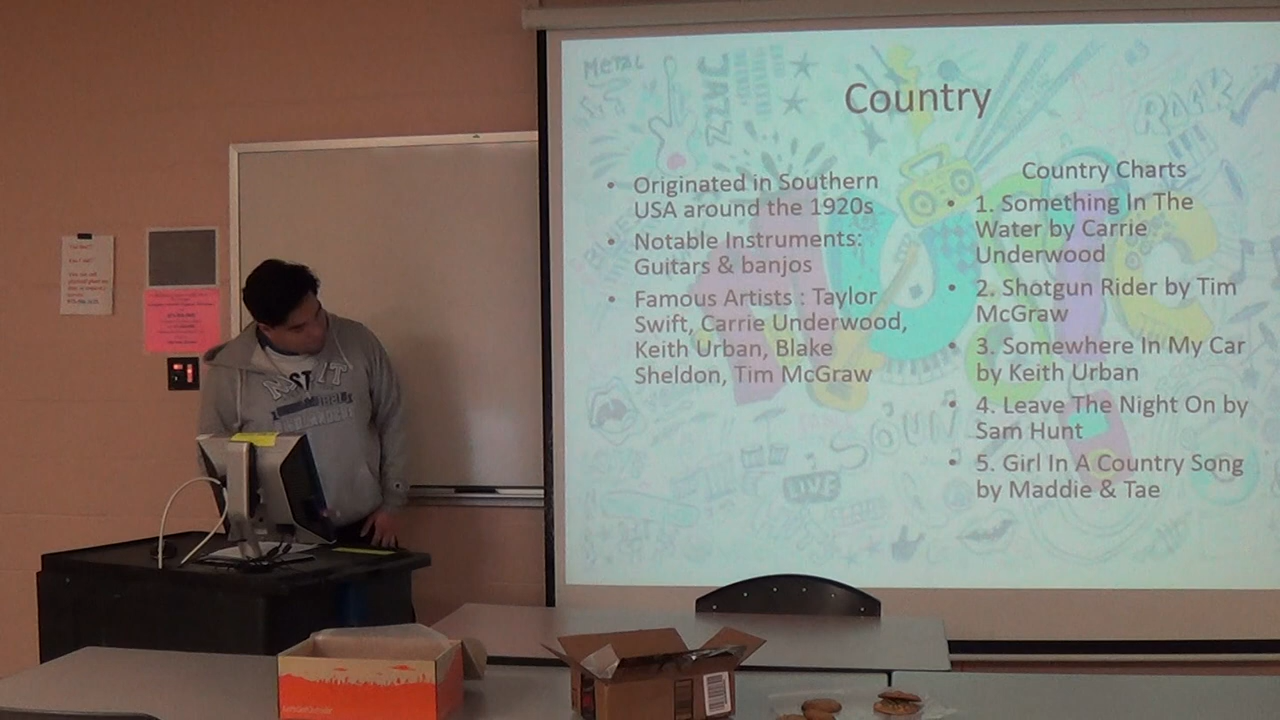 Country
Originated in Southern
USA around the 1920s
Notable Instruments:
Guitars & banjos
Famous Artists : Taylor
Swift, Carrie Underwood,
Keith Urban, Blake
Sheldon, Tim McGraw
Country Charts
1. Something In The
Water by Carrie
Underwood
2. Shotgun Rider by Tim
McGraw
3. Somewhere In My Car
by Keith Urban
4. Leave The Night On by
Sam Hunt
5. Girl In A Country Song
by Maddie & Tae
METAL
JAZZ
ROCK
BLUES
MUSIC
SOUND
LIVE